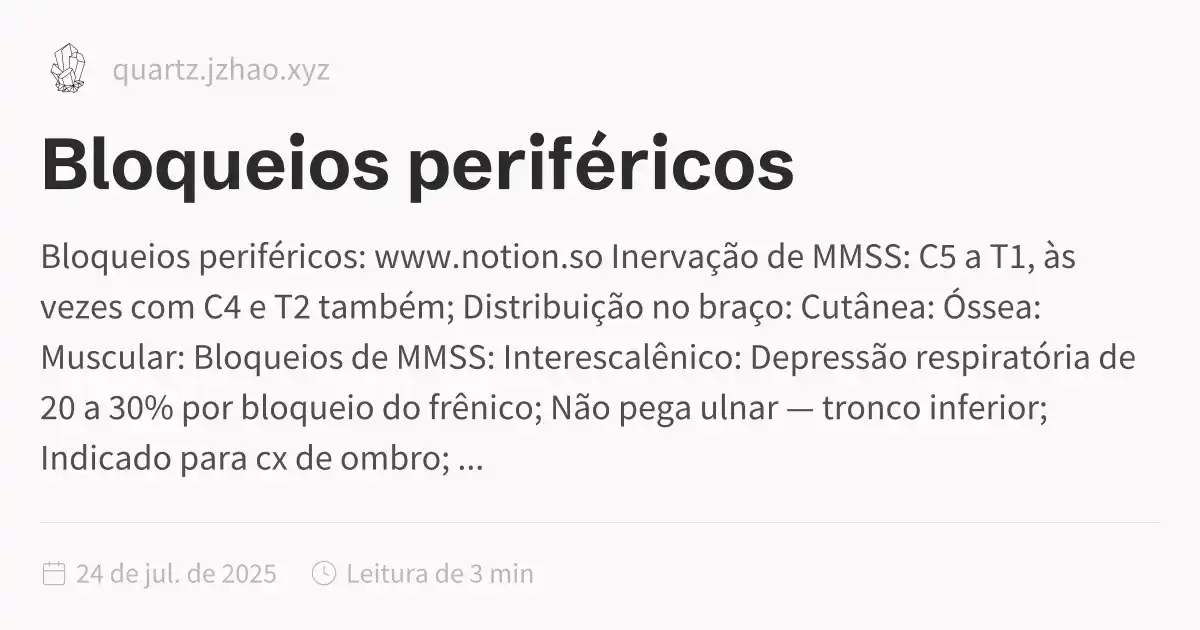 quartz.jzhao.xyz
Bloqueios periféricos
Bloqueios periféricos: www.notion.so Inervação de MMSS: C5 a T1, às
vezes com C4 e T2 também; Distribuição no braço: Cutânea: Óssea:
Muscular: Bloqueios de MMSS: Interescalênico: Depressão respiratória de
20 a 30% por bloqueio do frênico; Não pega ulnar — tronco inferior;
Indicado para cx de ombro; ...
24 de jul. de 2025 Leitura de 3 min